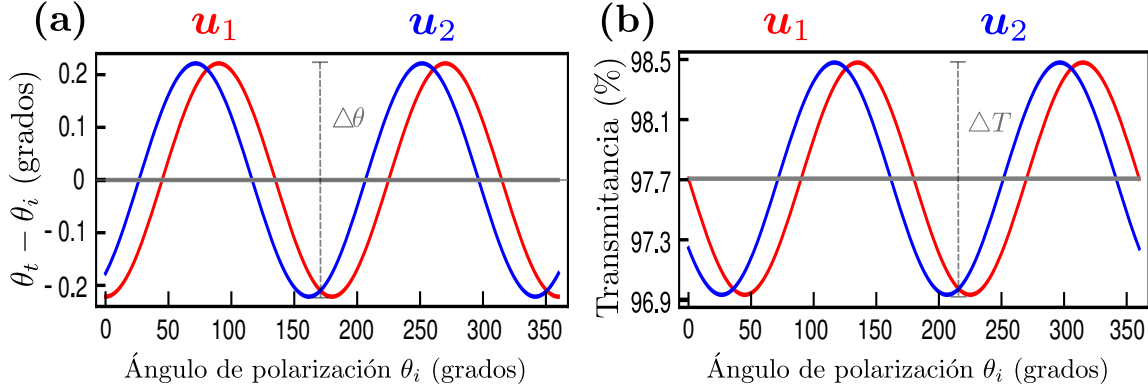 (a) u₁ u₂
0.2
0.1
0
-0.1
-0.2
θₜ − θᵢ (grados)
△θ
0 50 100 150 200 250 300 350
Ángulo de polarización θᵢ (grados)
(b) u₁ u₂
98.5
98.1
97.7
97.3
96.9
Transmitancia (%)
△T
0 50 100 150 200 250 300 350
Ángulo de polarización θᵢ (grados)